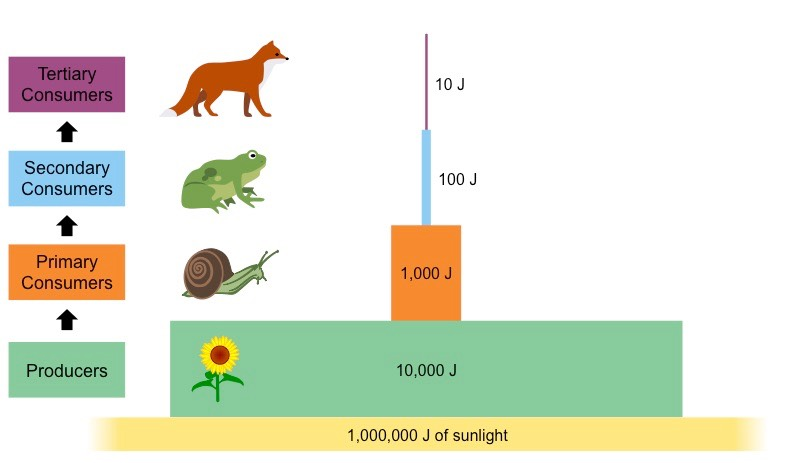 Tertiary
Consumers
10 J
Secondary
Consumers
100 J
Primary
Consumers
1,000 J
Producers
10,000 J
1,000,000 J of sunlight